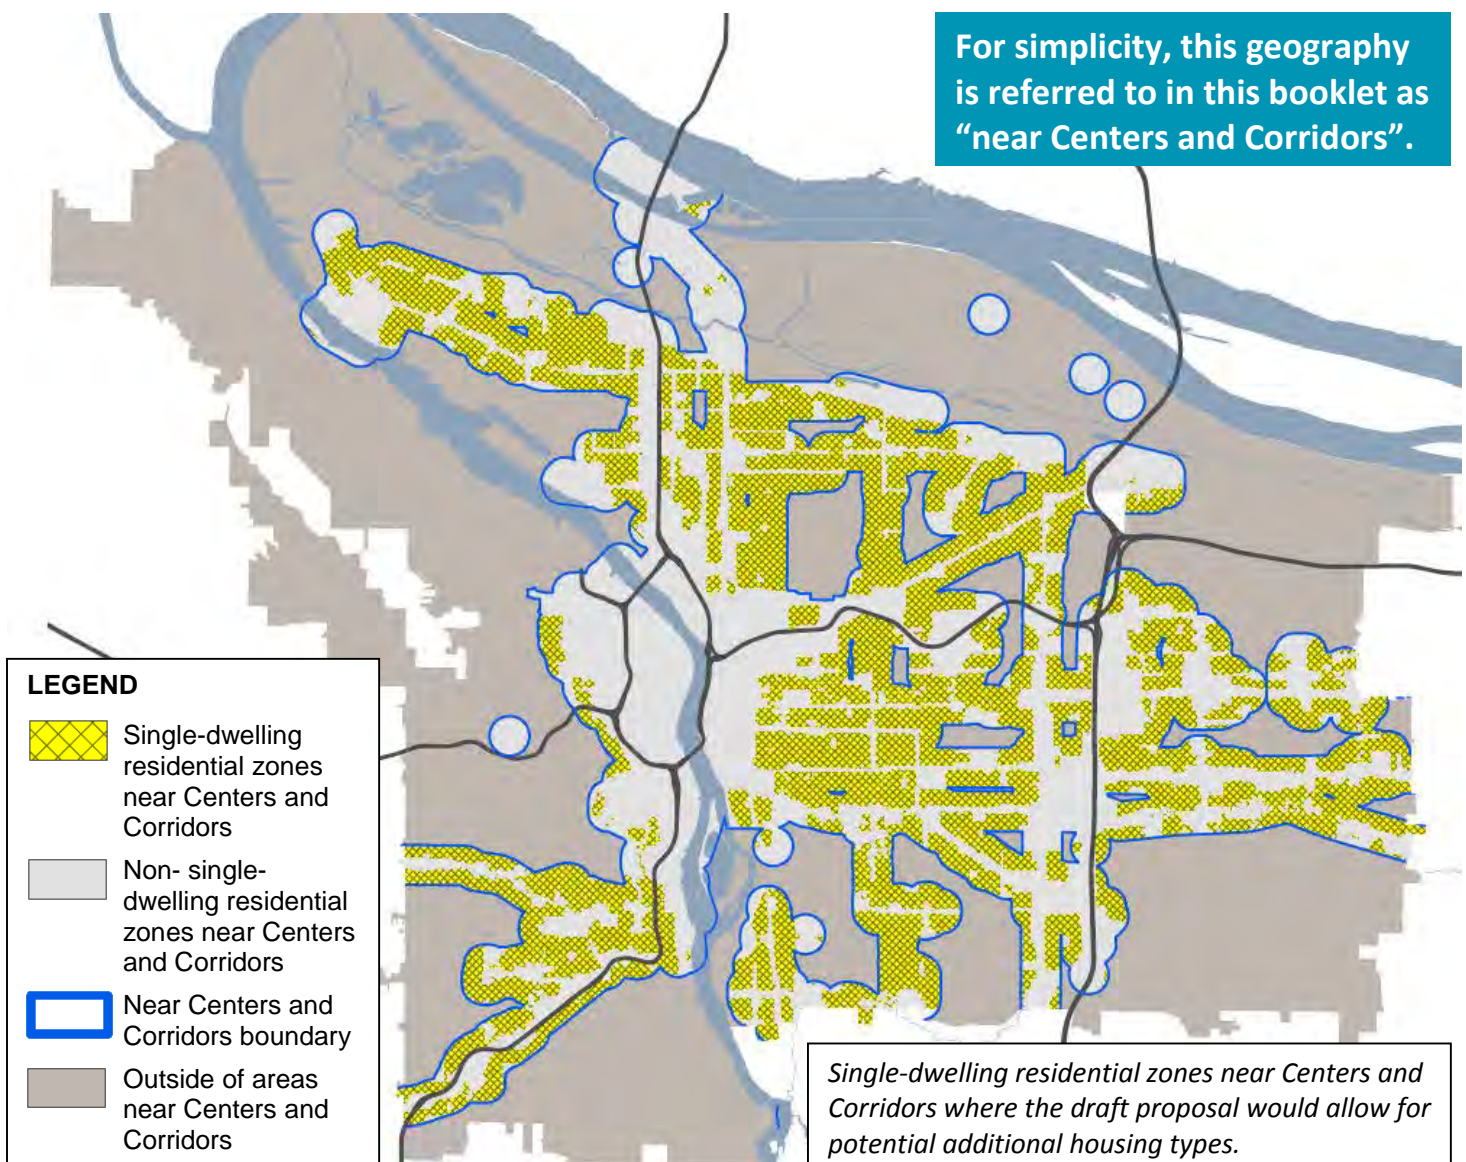 For simplicity, this geography
is referred to in this booklet as
“near Centers and Corridors”.
LEGEND
Single-dwelling
residential zones
near Centers and
Corridors
Non- single-
dwelling residential
zones near Centers
and Corridors
Near Centers and
Corridors boundary
Outside of areas
near Centers and
Corridors
Single-dwelling residential zones near Centers and
Corridors where the draft proposal would allow for
potential additional housing types.